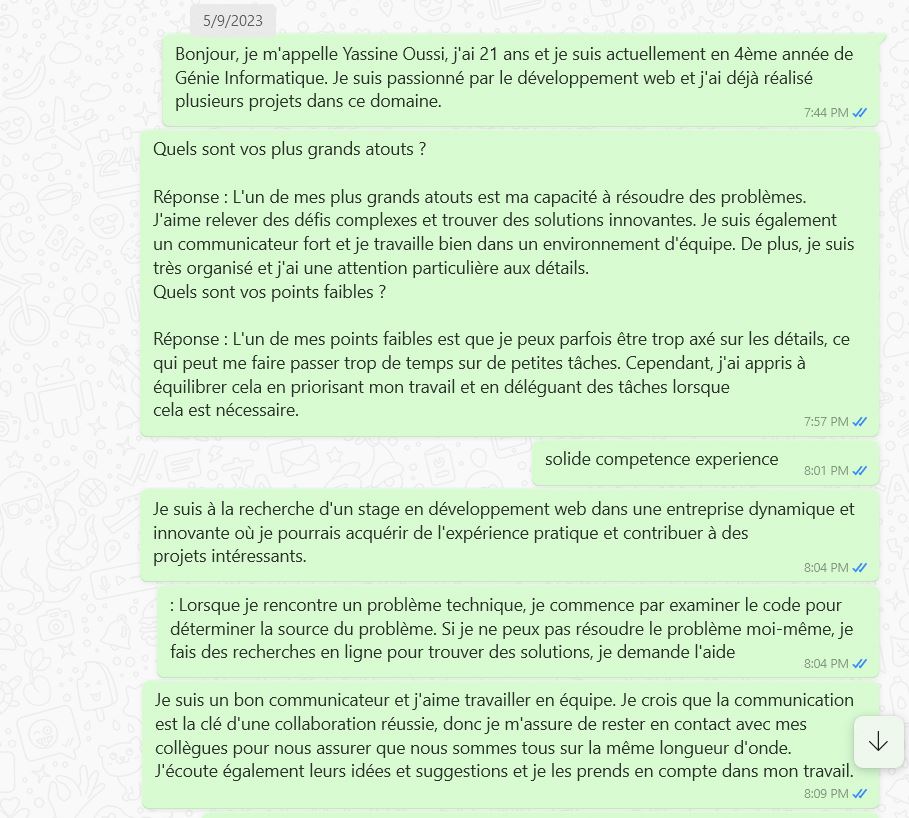 5/9/2023
Bonjour, je m'appelle Yassine Oussi, j'ai 21 ans et je suis actuellement en 4ème année de
Génie Informatique. Je suis passionné par le développement web et j'ai déjà réalisé
plusieurs projets dans ce domaine.
7:44 PM
Quels sont vos plus grands atouts ?
Réponse : L'un de mes plus grands atouts est ma capacité à résoudre des problèmes.
J'aime relever des défis complexes et trouver des solutions innovantes. Je suis également
un communicateur fort et je travaille bien dans un environnement d'équipe. De plus, je suis
très organisé et j'ai une attention particulière aux détails.
Quels sont vos points faibles ?
Réponse : L'un de mes points faibles est que je peux parfois être trop axé sur les détails, ce
qui peut me faire passer trop de temps sur de petites tâches. Cependant, j'ai appris à
équilibrer cela en priorisant mon travail et en déléguant des tâches lorsque
cela est nécessaire.
7:57 PM
solide competence experience
8:01 PM
Je suis à la recherche d'un stage en développement web dans une entreprise dynamique et
innovante où je pourrais acquérir de l'expérience pratique et contribuer à des
projets intéressants.
8:04 PM
: Lorsque je rencontre un problème technique, je commence par examiner le code pour
déterminer la source du problème. Si je ne peux pas résoudre le problème moi-même, je
fais des recherches en ligne pour trouver des solutions, je demande l'aide
8:04 PM
Je suis un bon communicateur et j'aime travailler en équipe. Je crois que la communication
est la clé d'une collaboration réussie, donc je m'assure de rester en contact avec mes
collègues pour nous assurer que nous sommes tous sur la même longueur d'onde.
J'écoute également leurs idées et suggestions et je les prends en compte dans mon travail.
8:09 PM